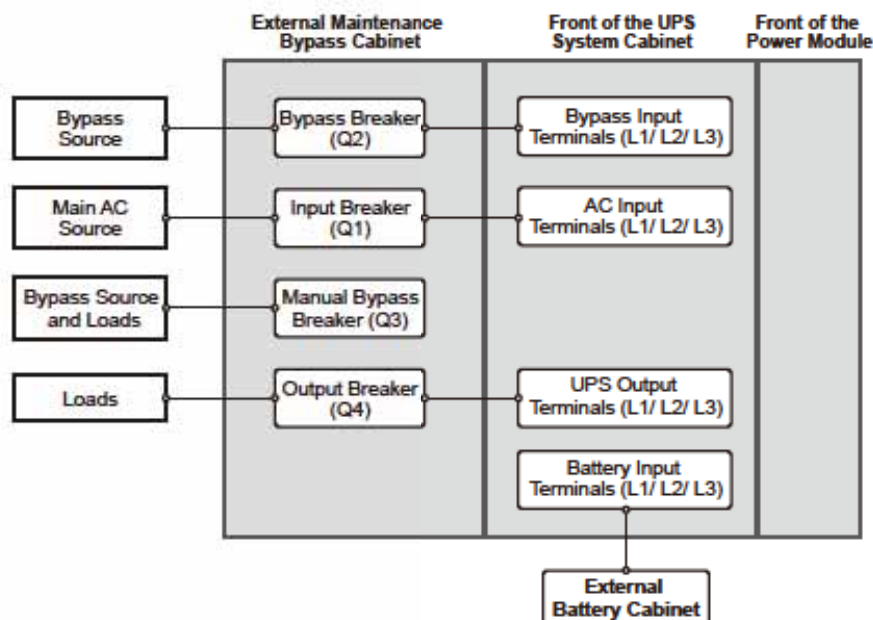 External Maintenance
Bypass Cabinet
Front of the UPS
System Cabinet
Front of the
Power Module
Bypass
Source
Bypass Breaker
(Q2)
Bypass Input
Terminals (L1/ L2/ L3)
Main AC
Source
Input Breaker
(Q1)
AC Input
Terminals (L1/ L2/ L3)
Bypass Source
and Loads
Manual Bypass
Breaker (Q3)
Loads
Output Breaker
(Q4)
UPS Output
Terminals (L1/ L2/ L3)
Battery Input
Terminals (L1/ L2/ L3)
External
Battery Cabinet